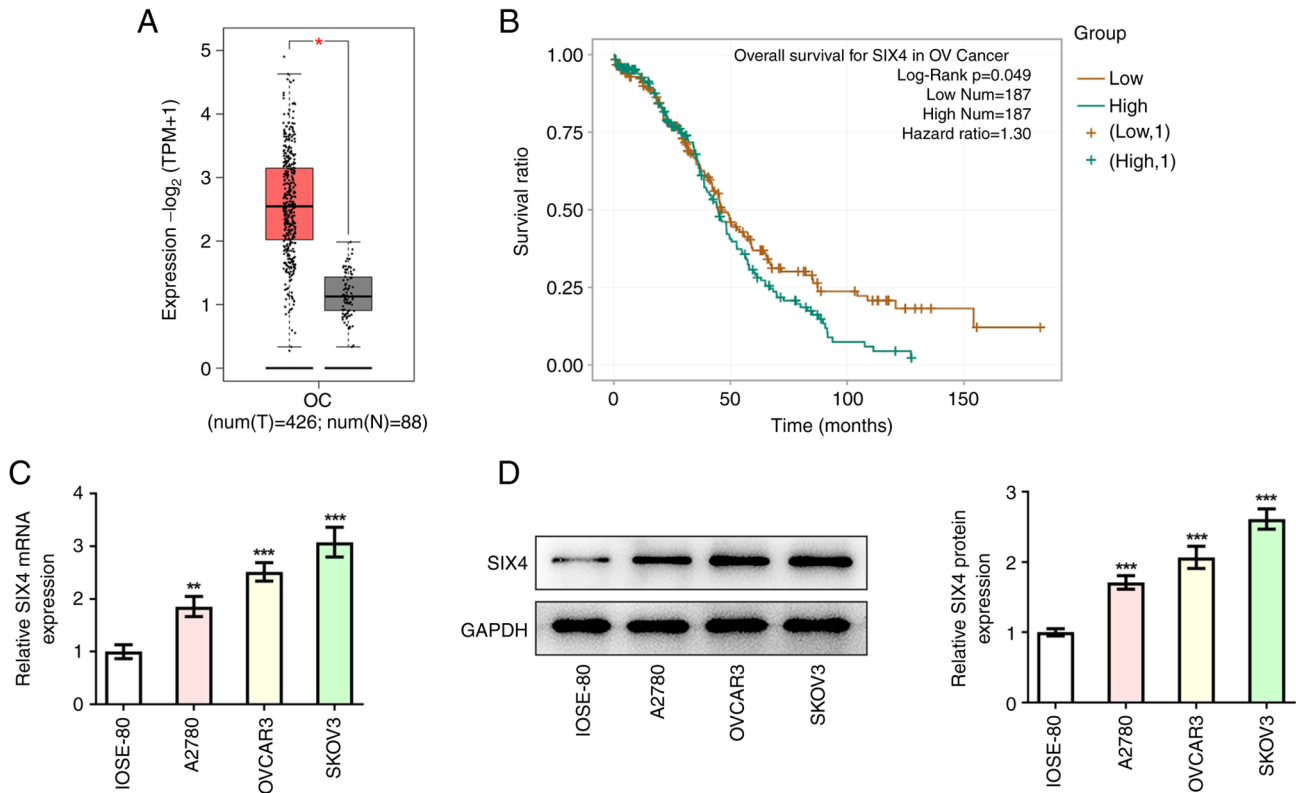 A
*
5
4
3
2
1
0
Expression –log2 (TPM+1)
OC
(num(T)=426; num(N)=88)
B
Overall survival for SIX4 in OV Cancer
Log-Rank p=0.049
Low Num=187
High Num=187
Hazard ratio=1.30
1.00
0.75
0.50
0.25
0.00
Survival ratio
0 50 100 150
Time (months)
Group
Low
High
(Low,1)
(High,1)
C
4
3
2
1
0
Relative SIX4 mRNA
expression
** *** ***
IOSE-80 A2780 OVCAR3 SKOV3
D
SIX4
GAPDH
IOSE-80 A2780 OVCAR3 SKOV3
3
2
1
0
Relative SIX4 protein
expression
*** *** ***
IOSE-80 A2780 OVCAR3 SKOV3